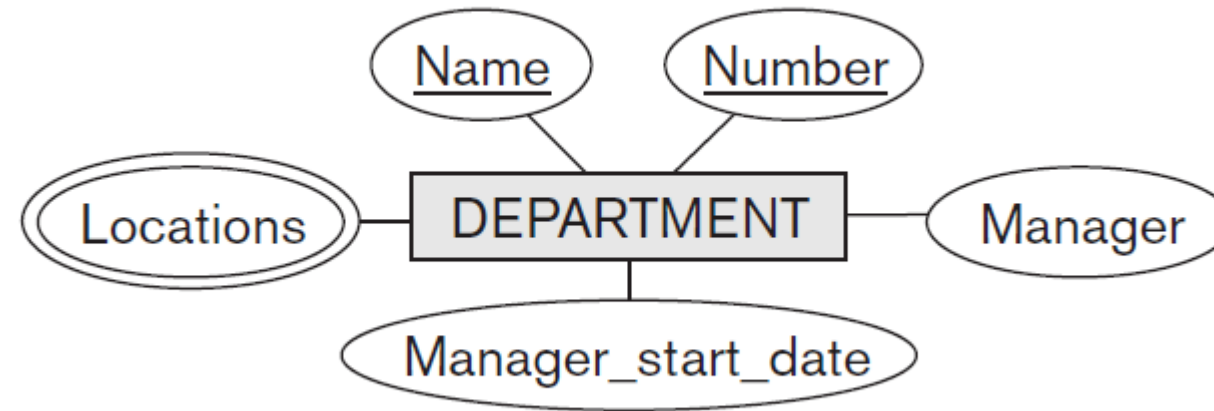 Name
Number
Locations
DEPARTMENT
Manager
Manager_start_date